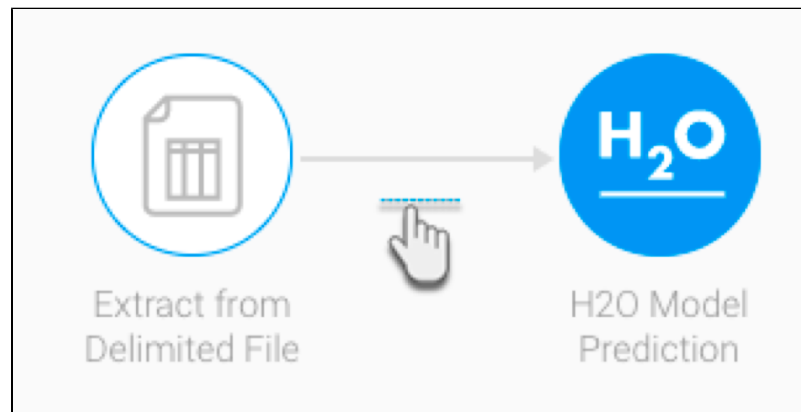 H₂O
Extract from
Delimited File
H2O Model
Prediction